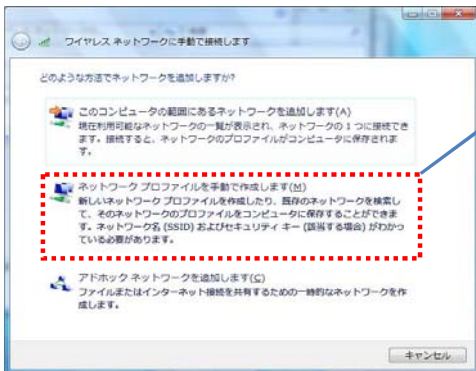 ワイヤレス ネットワークに手動で接続します
どのような方法でネットワークを追加しますか?
このコンピュータの範囲にあるネットワークを追加します(A)
現在利用可能なネットワークの一覧が表示され、ネットワークの 1 つに接続でき
ます。接続すると、ネットワークのプロファイルがコンピュータに保存されま
す。
ネットワーク プロファイルを手動で作成します(M)
新しいネットワーク プロファイルを作成したり、既存のネットワークを検索し
て、そのネットワークのプロファイルをコンピュータに保存することができま
す。ネットワーク名 (SSID) およびセキュリティ キー (該当する場合) がわかっ
ている必要があります。
アドホック ネットワークを追加します(C)
ファイルまたはインターネット接続を共有するための一時的なネットワークを作
成します。
キャンセル